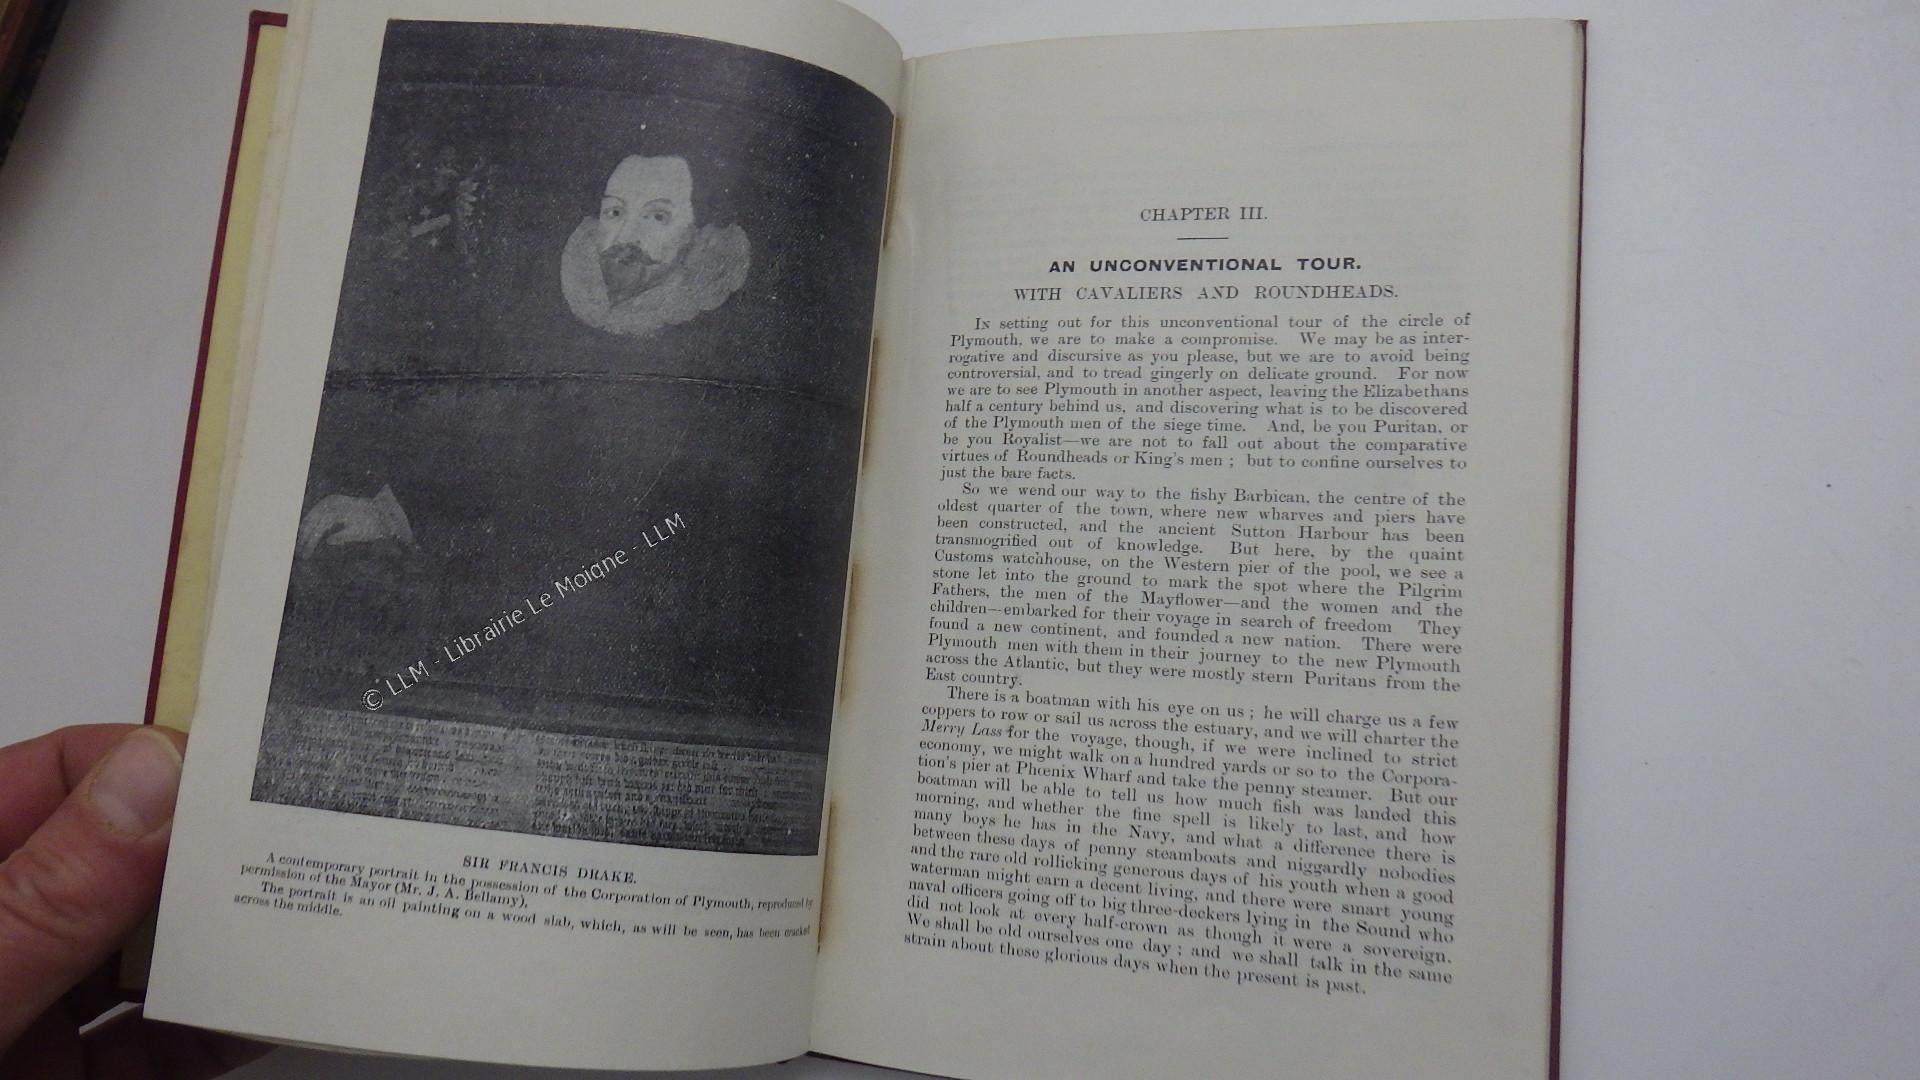 © LLM - Librairie Le Moigne - LLM
SIR FRANCIS DRAKE.
A contemporary portrait in the possession of the Corporation of Plymouth, reproduced by
permission of the Mayor (Mr. J. A. Bellamy),
The portrait is an oil painting on a wood slab, which, as will be seen, has been cracked
across the middle.
CHAPTER III.
AN UNCONVENTIONAL TOUR.
WITH CAVALIERS AND ROUNDHEADS.
In setting out for this unconventional tour of the circle of
Plymouth, we are to make a compromise. We may be as inter-
rogative and discursive as you please, but we are to avoid being
controversial, and to tread gingerly on delicate ground. For now
we are to see Plymouth in another aspect, leaving the Elizabethans
half a century behind us, and discovering what is to be discovered
of the Plymouth men of the siege time. And, be you Puritan, or
be you Royalist—we are not to fall out about the comparative
virtues of Roundheads or King's men ; but to confine ourselves to
just the bare facts.
So we wend our way to the fishy Barbican, the centre of the
oldest quarter of the town, where new wharves and piers have
been constructed, and the ancient Sutton Harbour has been
transmogrified out of knowledge. But here, by the quaint
Customs watchhouse, on the Western pier of the pool, we see a
stone let into the ground to mark the spot where the Pilgrim
Fathers, the men of the Mayflower—and the women and the
children—embarked for their voyage in search of freedom They
found a new continent, and founded a new nation. There were
Plymouth men with them in their journey to the new Plymouth
across the Atlantic, but they were mostly stern Puritans from the
East country.
There is a boatman with his eye on us ; he will charge us a few
coppers to row or sail us across the estuary, and we will charter the
Merry Lass for the voyage, though, if we were inclined to strict
economy, we might walk on a hundred yards or so to the Corpora-
tion's pier at Phœnix Wharf and take the penny steamer. But our
boatman will be able to tell us how much fish was landed this
morning, and whether the fine spell is likely to last, and how
many boys he has in the Navy, and what a difference there is
between these days of penny steamboats and niggardly nobodies
and the rare old rollicking generous days of his youth when a good
waterman might earn a decent living, and there were smart young
naval officers going off to big three-deckers lying in the Sound who
did not look at every half-crown as though it were a sovereign.
We shall be old ourselves one day ; and we shall talk in the same
strain about these glorious days when the present is past.